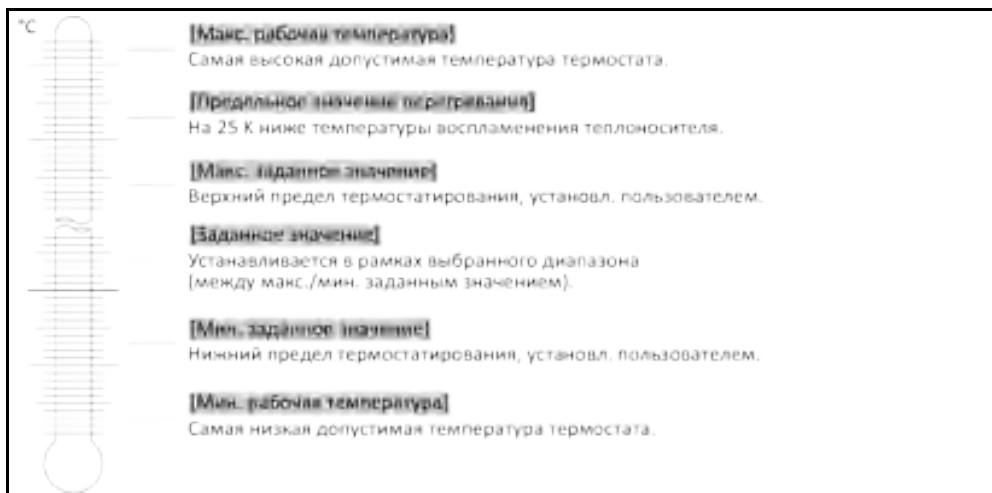 °C
[Макс. рабочая температура]
Самая высокая допустимая температура термостата.
[Предельное значение перегревания]
На 25 К ниже температуры воспламенения теплоносителя.
[Макс. заданное значение]
Верхний предел термостатирования, установл. пользователем.
[Заданное значение]
Устанавливается в рамках выбранного диапазона
(между макс./мин. заданным значением).
[Мин. заданное значение]
Нижний предел термостатирования, установл. пользователем.
[Мин. рабочая температура]
Самая низкая допустимая температура термостата.